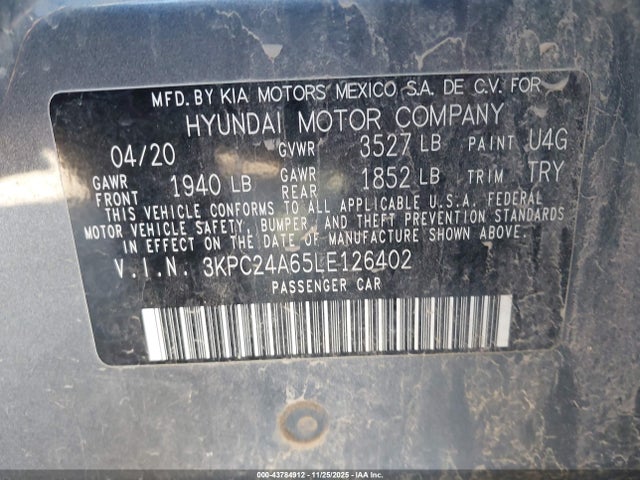 MFD. BY KIA MOTORS MEXICO, S.A. DE C.V. FOR
HYUNDAI MOTOR COMPANY
04/20 GVWR 3527 LB PAINT U4G
GAWR FRONT 1940 LB GAWR REAR 1852 LB TRIM TRY
THIS VEHICLE CONFORMS TO ALL APPLICABLE U.S.A. FEDERAL
MOTOR VEHICLE SAFETY, BUMPER, AND THEFT PREVENTION STANDARDS
IN EFFECT ON THE DATE OF MANUFACTURE SHOWN ABOVE.
V.I.N. 3KPC24A65LE126402
PASSENGER CAR
000-43784912 - 11/25/2025 - IAA Inc.